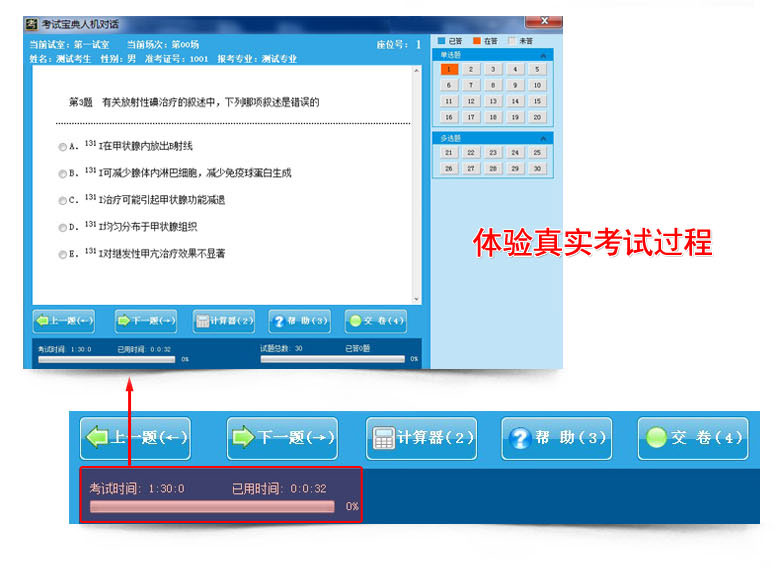 考试宝典人机对话
当前试室: 第一试室 当前场次: 第00场 座位号: 1
姓名: 测试考生 性别: 男 准考证号: 1001 报考专业: 测试专业
已答 在答 未答
单选题
1 2 3 4 5
6 7 8 9 10
11 12 13 14 15
16 17 18 19 20
多选题
21 22 23 24 25
26 27 28 29 30
第3题 有关放射性碘治疗的叙述中, 下列哪项叙述是错误的
A. 131 I在甲状腺内放出β射线
B. 131 I可减少腺体内淋巴细胞, 减少免疫球蛋白生成
C. 131 I治疗可能引起甲状腺功能减退
D. 131 I均匀分布于甲状腺组织
E. 131 I对继发性甲亢治疗效果不显著
体验真实考试过程
上一题(←) 下一题(→) 计算器(2) 帮 助(3) 交 卷(4)
考试时间: 1:30:0 已用时间: 0:0:32 试题总数: 30 已答0题
0% 0%
上一题(←) 下一题(→) 计算器(2) 帮 助(3) 交 卷(4)
考试时间: 1:30:0 已用时间: 0:0:32
0%